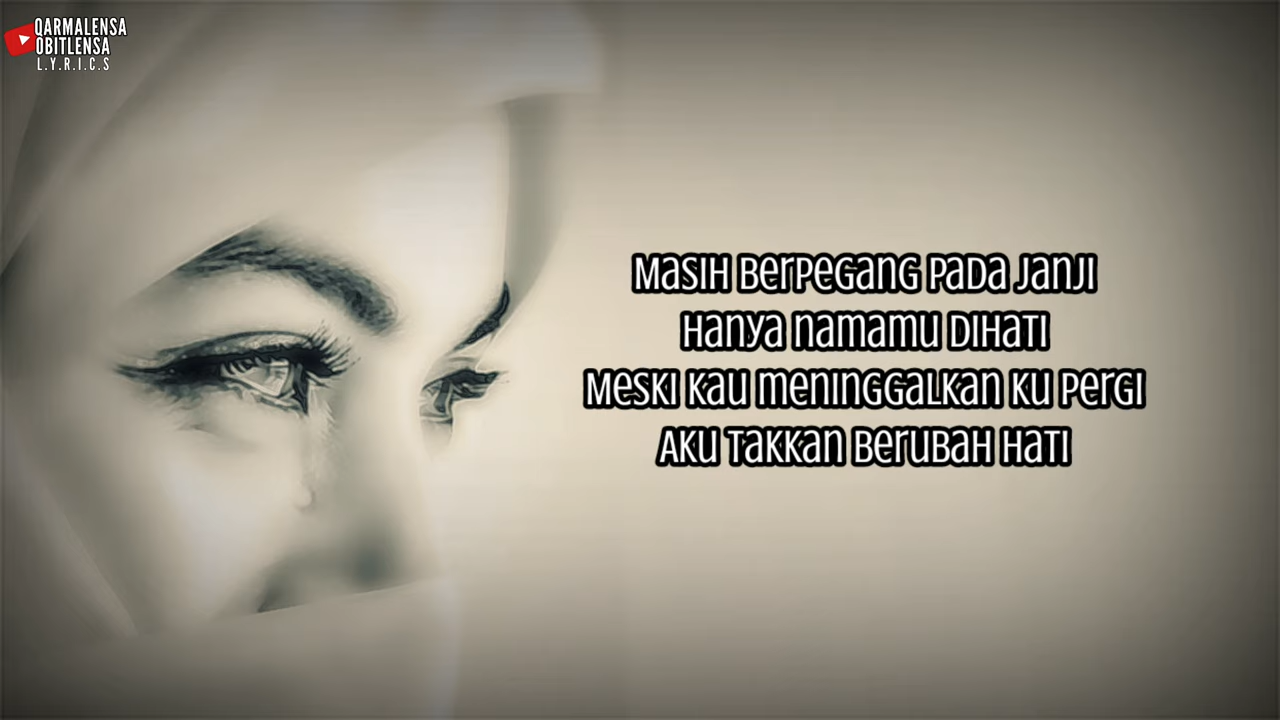 QARMALENSA
OBITLENSA
L.Y.R.I.C.S
Masih Berpegang Pada Janji
Hanya namamu Dihati
Meski Kau meninggalkan Ku Pergi
Aku Takkan Berubah Hati